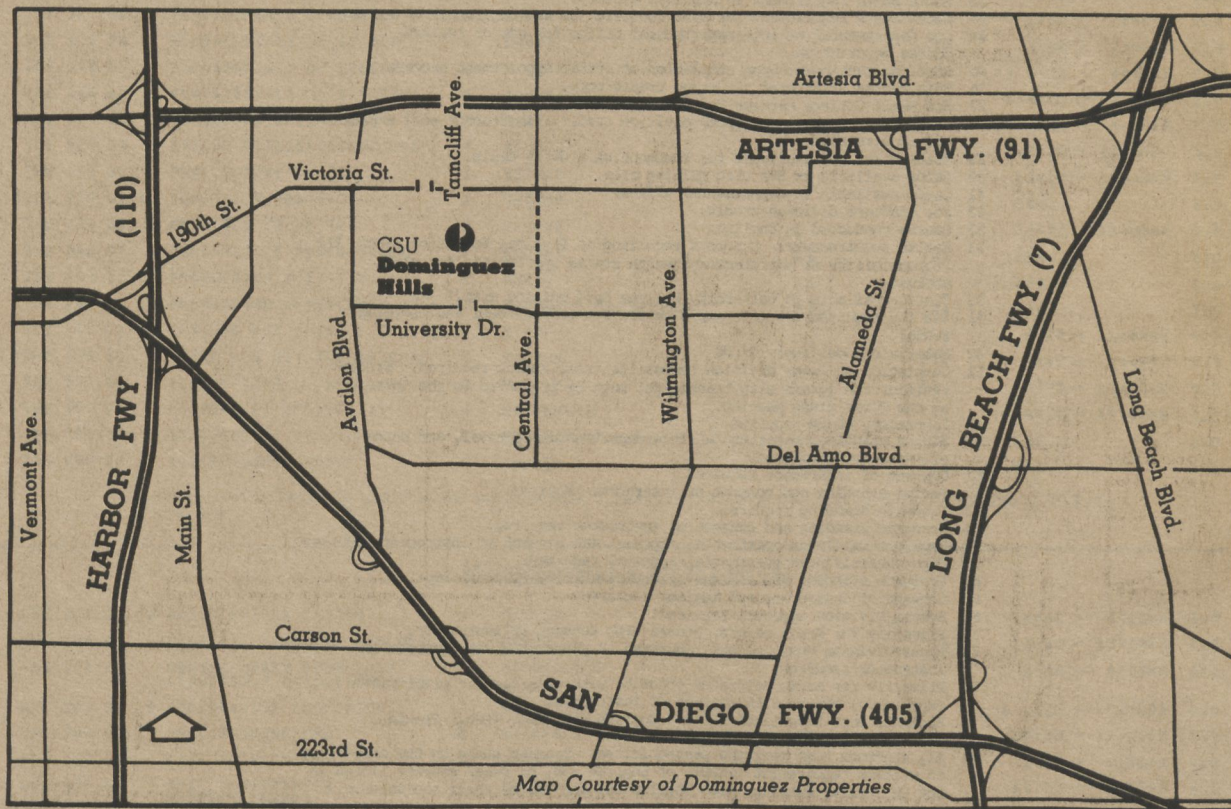 Artesia Blvd.
ARTESIA FWY. (91)
Tamcliff Ave.
Victoria St.
(110)
190th St.
CSU
Dominguez
Hills
University Dr.
Avalon Blvd.
Central Ave.
Wilmington Ave.
Alameda St.
LONG BEACH FWY. (7)
Long Beach Blvd.
Del Amo Blvd.
Vermont Ave.
HARBOR FWY
Main St.
Carson St.
SAN DIEGO FWY. (405)
223rd St.
Map Courtesy of Dominguez Properties